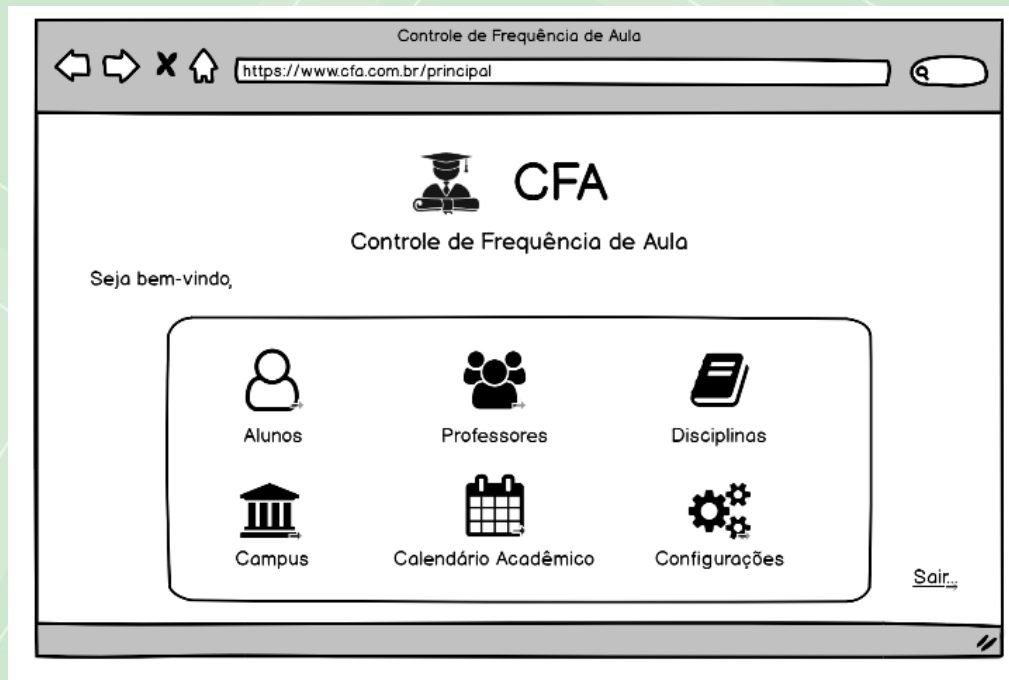 Controle de Frequência de Aula
https://www.cfa.com.br/principal
CFA
Controle de Frequência de Aula
Seja bem-vindo,
Alunos
Professores
Disciplinas
Campus
Calendário Acadêmico
Configurações
Sair...